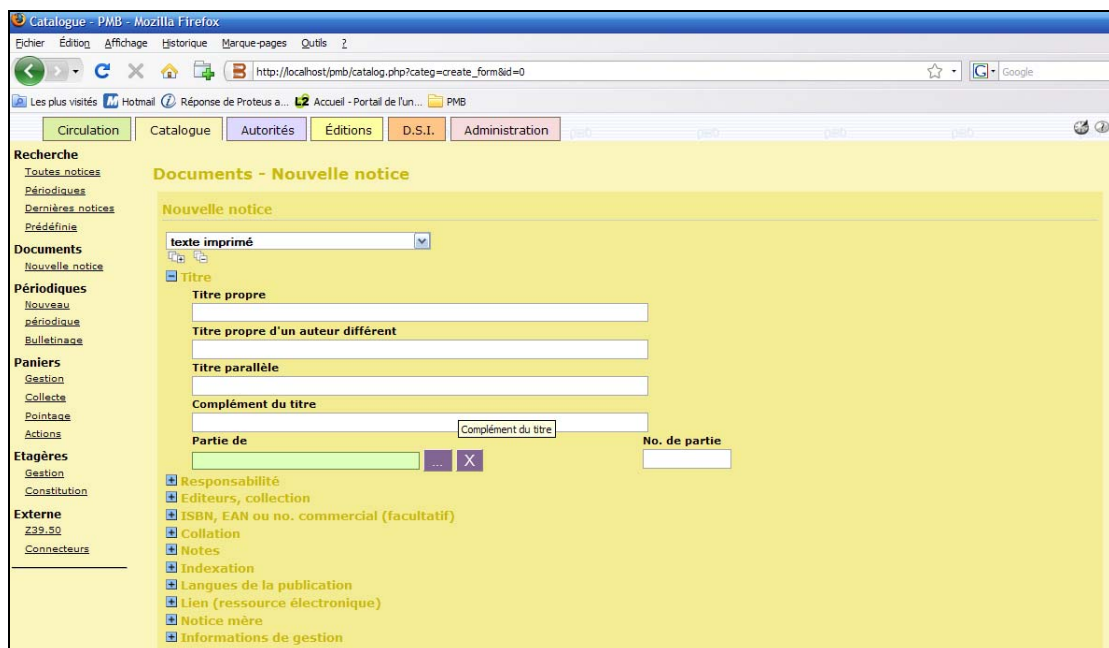 Catalogue - PMB - Mozilla Firefox
Fichier Édition Affichage Historique Marque-pages Outils ?
http://localhost/pmb/catalog.php?categ=create_form&id=0
G Google
Les plus visités Hotmail Réponse de Proteus a... L2 Accueil - Portail de l'un... PMB
Circulation Catalogue Autorités Éditions D.S.I. Administration
pmb pmb pmb pmb
Recherche
Toutes notices
Périodiques
Dernières notices
Prédéfinie
Documents
Nouvelle notice
Périodiques
Nouveau
périodique
Bulletinage
Paniers
Gestion
Collecte
Pointage
Actions
Etagères
Gestion
Constitution
Externe
Z39.50
Connecteurs
Documents - Nouvelle notice
Nouvelle notice
texte imprimé
Titre
Titre propre
Titre propre d'un auteur différent
Titre parallèle
Complément du titre
Complément du titre
Partie de No. de partie
... X
Responsabilité
Editeurs, collection
ISBN, EAN ou no. commercial (facultatif)
Collation
Notes
Indexation
Langues de la publication
Lien (ressource électronique)
Notice mère
Informations de gestion